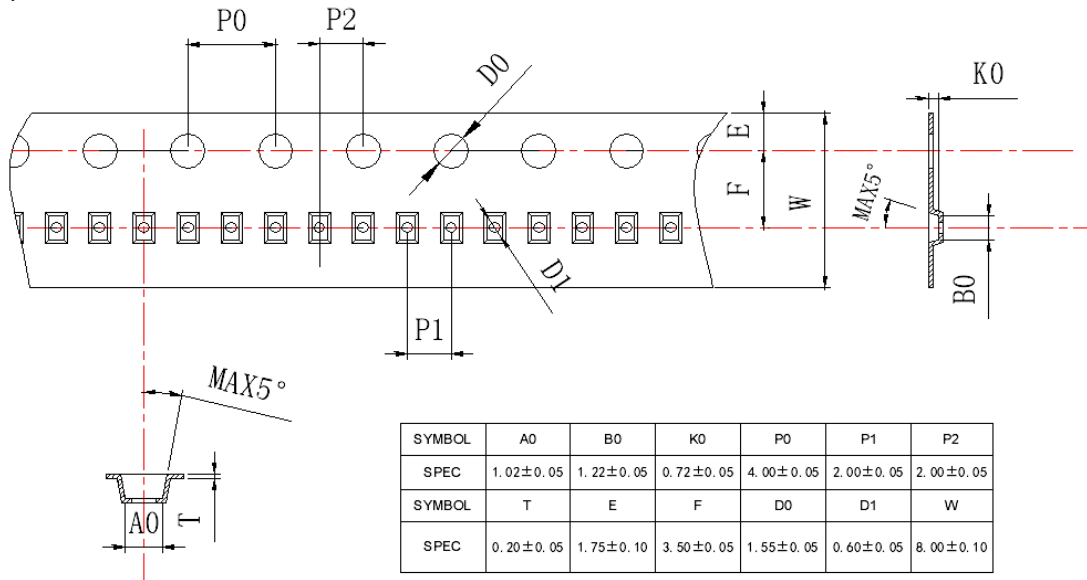 P0
P2
D0
K0
E
F
W
MAX5°
B0
D1
P1
MAX5°
A0
T
SYMBOL A0 B0 K0 P0 P1 P2
SPEC 1.02±0.05 1.22±0.05 0.72±0.05 4.00±0.05 2.00±0.05 2.00±0.05
SYMBOL T E F D0 D1 W
SPEC 0.20±0.05 1.75±0.10 3.50±0.05 1.55±0.05 0.60±0.05 8.00±0.10